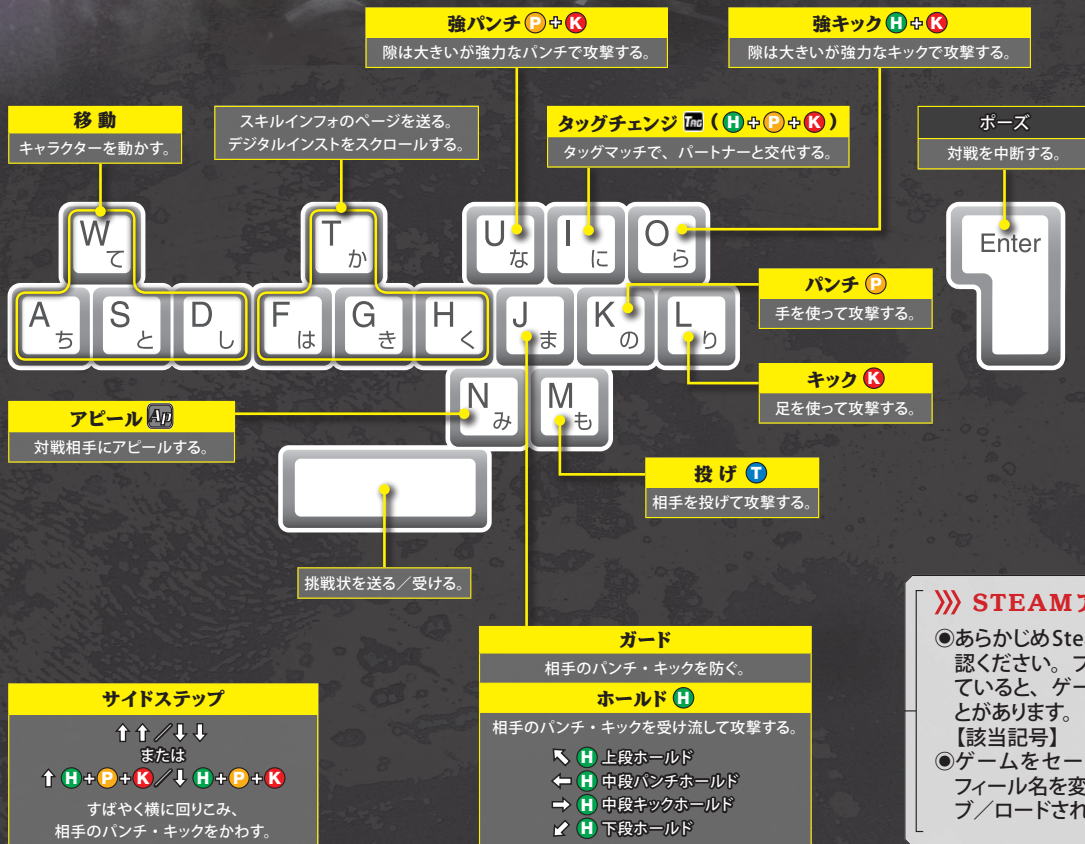 強パンチ P+K
隙は大きいが強力なパンチで攻撃する。
強キック H+K
隙は大きいが強力なキックで攻撃する。
移動
キャラクターを動かす。
スキルインフォのページを送る。
デジタルインストをスクロールする。
タッグチェンジ TAG (H+P+K)
タッグマッチで、パートナーと交代する。
ポーズ
対戦を中断する。
W て
T か
U な
I に
O ら
Enter
A ち
S と
D し
F は
G き
H く
J ま
K の
L り
パンチ P
手を使って攻撃する。
キック K
足を使って攻撃する。
アピール Ap
対戦相手にアピールする。
N み
M も
投げ T
相手を投げて攻撃する。
挑戦状を送る／受ける。
ガード
相手のパンチ・キックを防ぐ。
ホールド H
相手のパンチ・キックを受け流して攻撃する。
↖ H 上段ホールド
← H 中段パンチホールド
→ H 中段キックホールド
↙ H 下段ホールド
サイドステップ
↑↑／↓↓
または
↑ H+P+K／↓ H+P+K
すばやく横に回りこみ、
相手のパンチ・キックをかわす。
》 STEAM
◉あらかじめSte
認ください。
ていると、ゲー
とがあります。
【該当記号】
◉ゲームをセー
フィール名を変
ブ／ロードされ